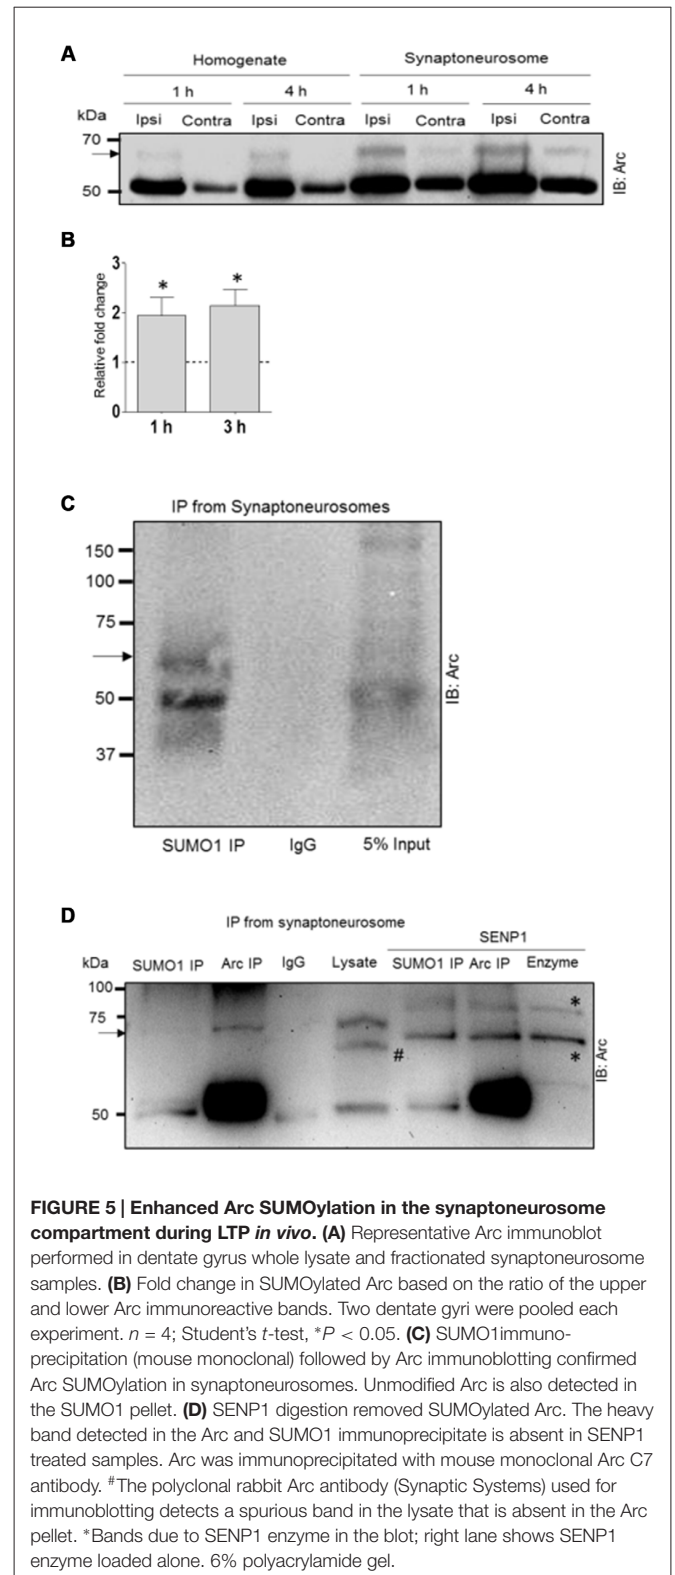 A
Homogenate Synaptoneurosome
1 h 4 h 1 h 4 h
kDa Ipsi Contra Ipsi Contra Ipsi Contra Ipsi Contra
70
50
IB: Arc
B
Relative fold change
3
2
1
0
* *
1 h 3 h
C
IP from Synaptoneurosomes
150
100
75
50
37
IB: Arc
SUMO1 IP IgG 5% Input
D
IP from synaptoneurosome
SENP1
kDa SUMO1 IP Arc IP IgG Lysate SUMO1 IP Arc IP Enzyme
100
*
75
#
*
50
IB: Arc
FIGURE 5 | Enhanced Arc SUMOylation in the synaptoneurosome
compartment during LTP in vivo. (A) Representative Arc immunoblot
performed in dentate gyrus whole lysate and fractionated synaptoneurosome
samples. (B) Fold change in SUMOylated Arc based on the ratio of the upper
and lower Arc immunoreactive bands. Two dentate gyri were pooled each
experiment. n = 4; Student’s t-test, *P < 0.05. (C) SUMO1immuno-
precipitation (mouse monoclonal) followed by Arc immunoblotting confirmed
Arc SUMOylation in synaptoneurosomes. Unmodified Arc is also detected in
the SUMO1 pellet. (D) SENP1 digestion removed SUMOylated Arc. The heavy
band detected in the Arc and SUMO1 immunoprecipitate is absent in SENP1
treated samples. Arc was immunoprecipitated with mouse monoclonal Arc C7
antibody. #The polyclonal rabbit Arc antibody (Synaptic Systems) used for
immunoblotting detects a spurious band in the lysate that is absent in the Arc
pellet. *Bands due to SENP1 enzyme in the blot; right lane shows SENP1
enzyme loaded alone. 6% polyacrylamide gel.